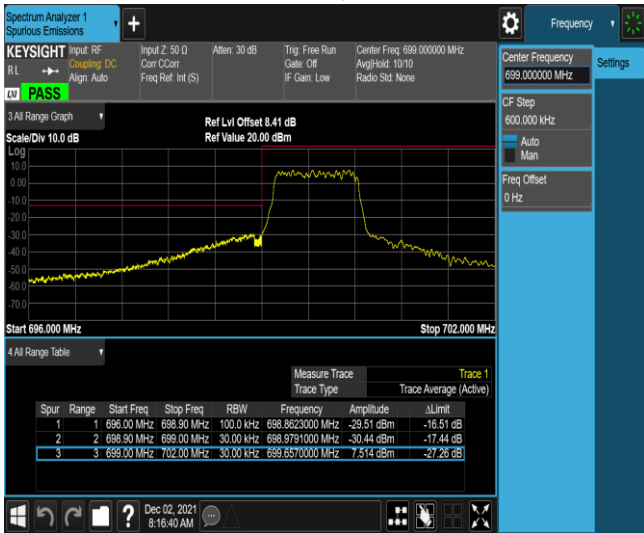 Spectrum Analyzer 1
Spurious Emissions
Frequency
KEYSIGHT
RL
Input: RF
Coupling: DC
Align: Auto
Input Z: 50 Ω
Corr CCorr
Freq Ref: Int (S)
Atten: 30 dB
Trig: Free Run
Gate: Off
IF Gain: Low
Center Freq: 699.000000 MHz
Avg|Hold: 10/10
Radio Std: None
LXI PASS
Center Frequency
699.000000 MHz
Settings
CF Step
600.000 kHz
Auto
Man
Freq Offset
0 Hz
3 All Range Graph
Scale/Div 10.0 dB
Ref Lvl Offset 8.41 dB
Ref Value 20.00 dBm
Log
10.0
0.00
-10.0
-20.0
-30.0
-40.0
-50.0
-60.0
-70.0
Start 696.000 MHz Stop 702.000 MHz
4 All Range Table
Measure Trace Trace 1
Trace Type Trace Average (Active)
Spur Range Start Freq Stop Freq RBW Frequency Amplitude ΔLimit
1 1 696.00 MHz 698.90 MHz 100.0 kHz 698.8623000 MHz -29.51 dBm -16.51 dB
2 2 698.90 MHz 699.00 MHz 30.00 kHz 698.9791000 MHz -30.44 dBm -17.44 dB
3 3 699.00 MHz 702.00 MHz 30.00 kHz 699.6570000 MHz 7.514 dBm -27.26 dB
?
Dec 02, 2021
8:16:40 AM